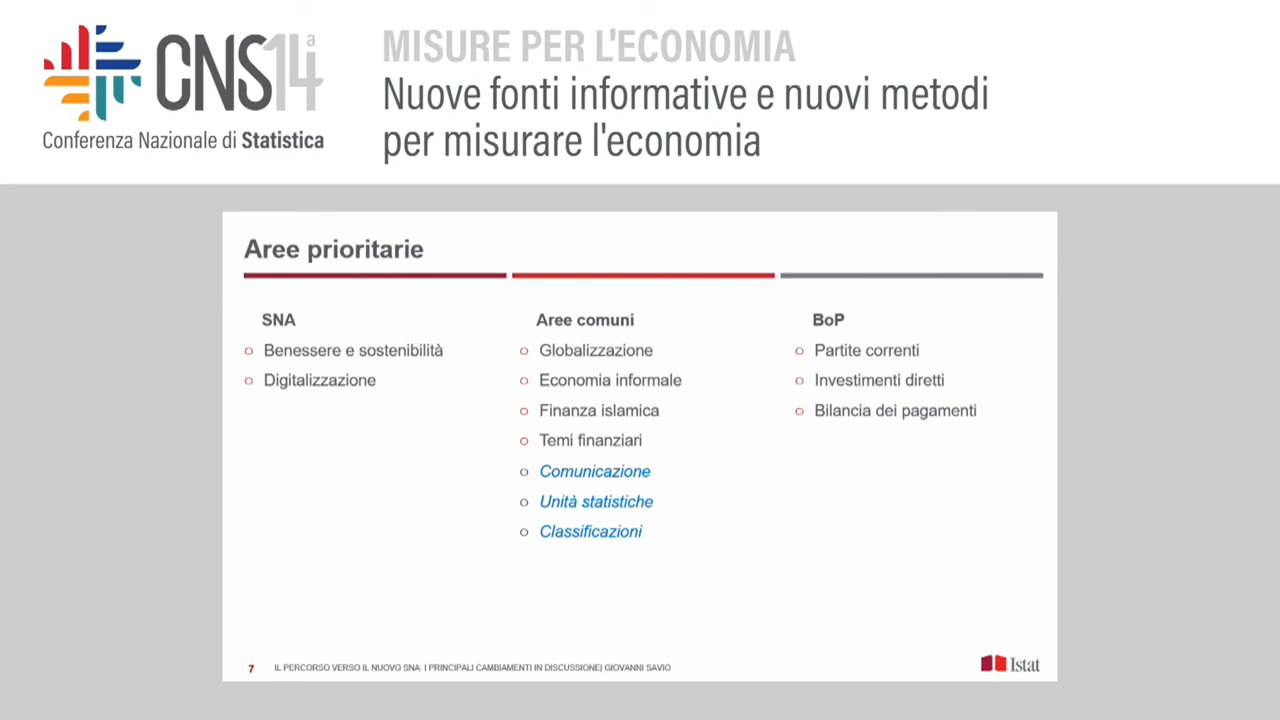 CNS14ª
Conferenza Nazionale di Statistica
MISURE PER L'ECONOMIA
Nuove fonti informative e nuovi metodi
per misurare l'economia
Aree prioritarie
SNA
Benessere e sostenibilità
Digitalizzazione
Aree comuni
Globalizzazione
Economia informale
Finanza islamica
Temi finanziari
Comunicazione
Unità statistiche
Classificazioni
BoP
Partite correnti
Investimenti diretti
Bilancia dei pagamenti
7 IL PERCORSO VERSO IL NUOVO SNA: I PRINCIPALI CAMBIAMENTI IN DISCUSSIONE| GIOVANNI SAVIO
Istat